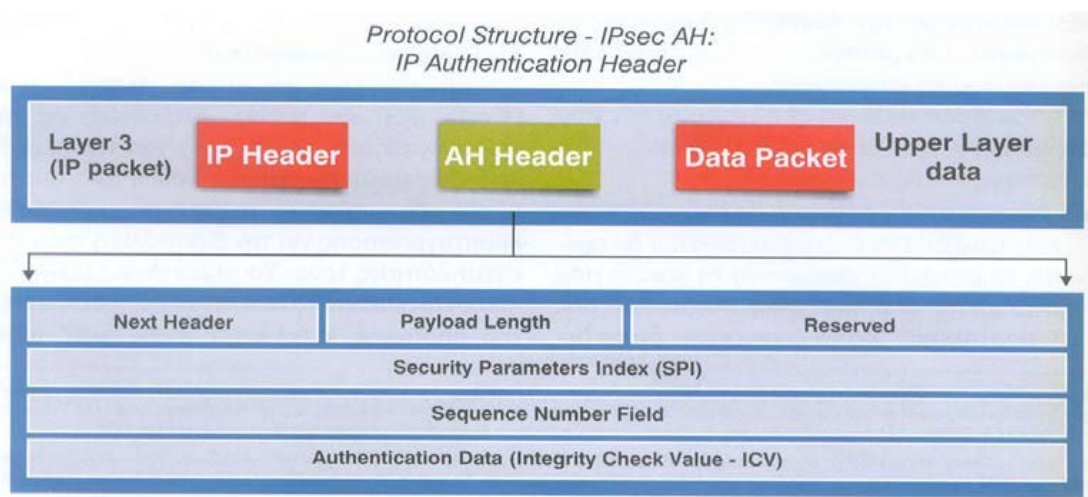 Protocol Structure - IPsec AH:
IP Authentication Header
Layer 3
(IP packet)
IP Header
AH Header
Data Packet
Upper Layer
data
Next Header
Payload Length
Reserved
Security Parameters Index (SPI)
Sequence Number Field
Authentication Data (Integrity Check Value - ICV)